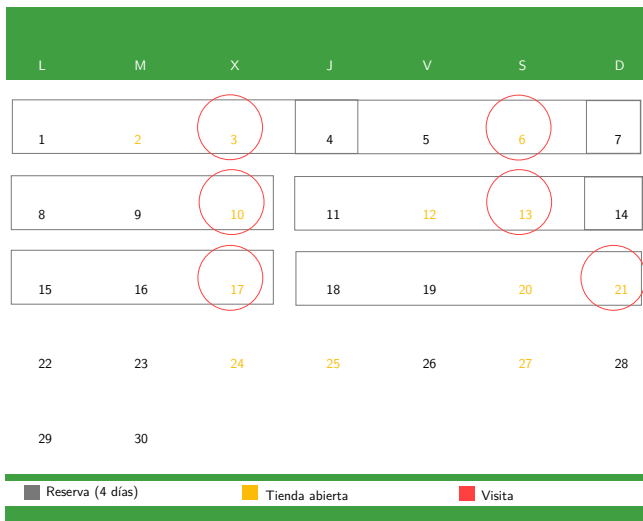 L M X J V S D
1 2 3 4 5 6 7
8 9 10 11 12 13 14
15 16 17 18 19 20 21
22 23 24 25 26 27 28
29 30
Reserva (4 días) Tienda abierta Visita